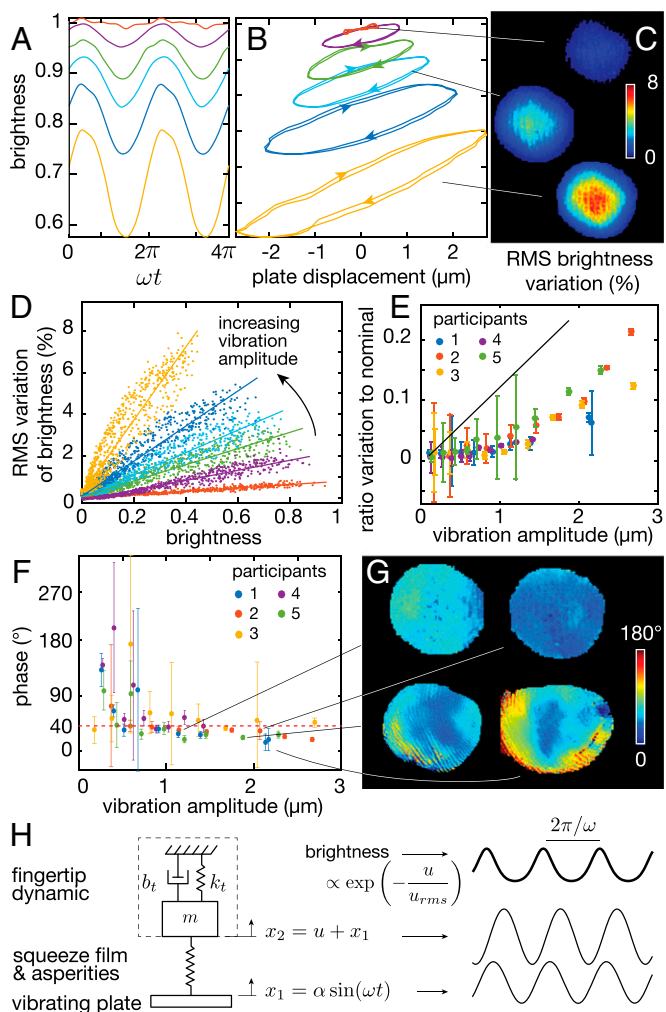 A
B
C
brightness
1
0.9
0.8
0.7
0.6
0
2π
4π
ωt
-2
-1
0
1
2
plate displacement (µm)
8
0
RMS brightness
variation (%)
D
RMS variation
of brightness (%)
8
6
4
2
0
increasing
vibration
amplitude
0
0.2
0.4
0.6
0.8
1
brightness
E
ratio variation to nominal
0.2
0.1
0
participants
1
4
2
5
3
0
1
2
3
vibration amplitude (µm)
F
phase (°)
270
180
90
40
0
participants
1
4
2
5
3
0
1
2
3
vibration amplitude (µm)
G
180°
0
H
fingertip
dynamic
b_t
k_t
m
squeeze film
& asperities
vibrating plate
x_2 = u + x_1
x_1 = α sin(ωt)
brightness
∝ exp(−u/u_rms)
2π/ω